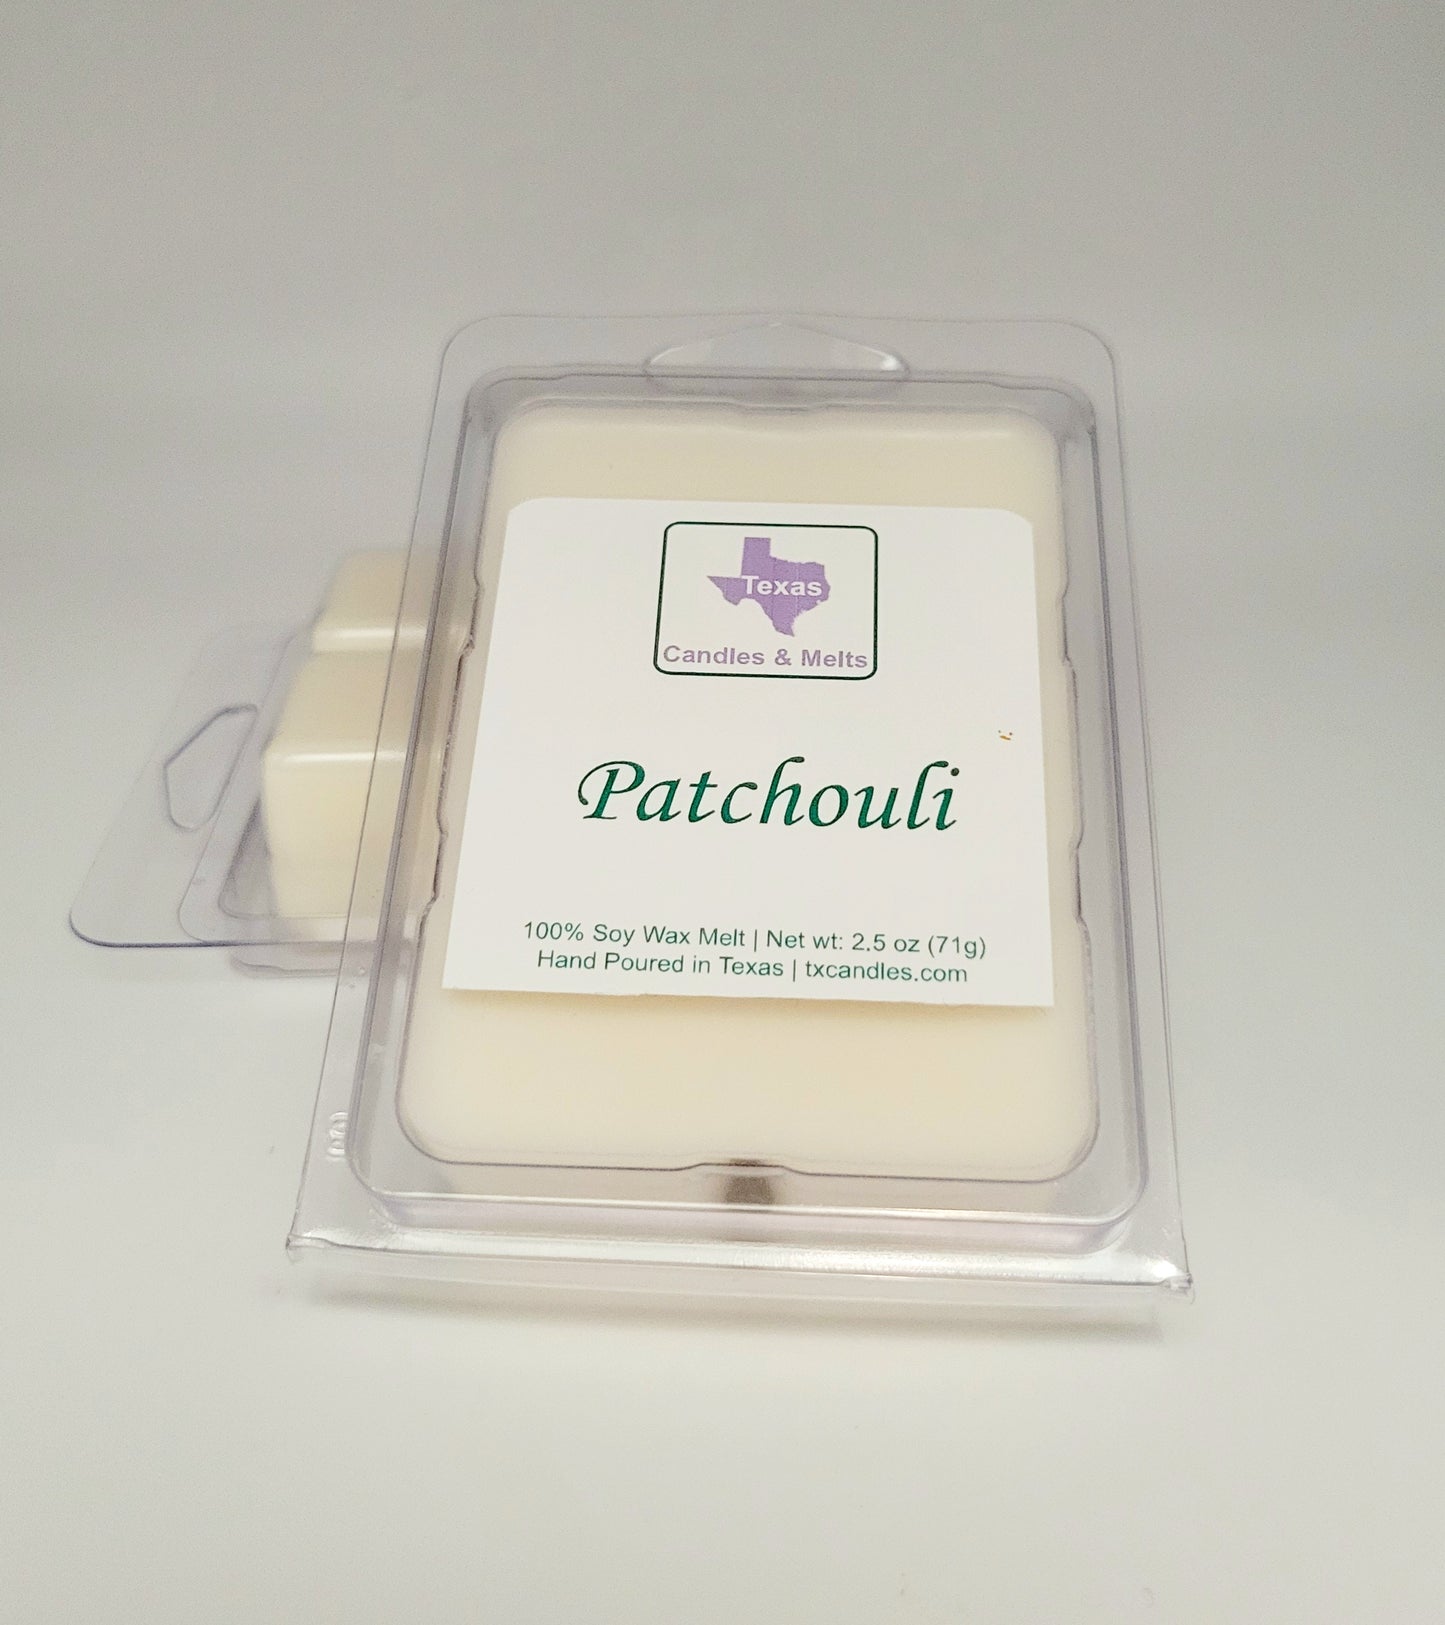 Texas
Candles & Melts
Patchouli
100% Soy Wax Melt | Net wt: 2.5 oz (71g)
Hand Poured in Texas | txcandles.com